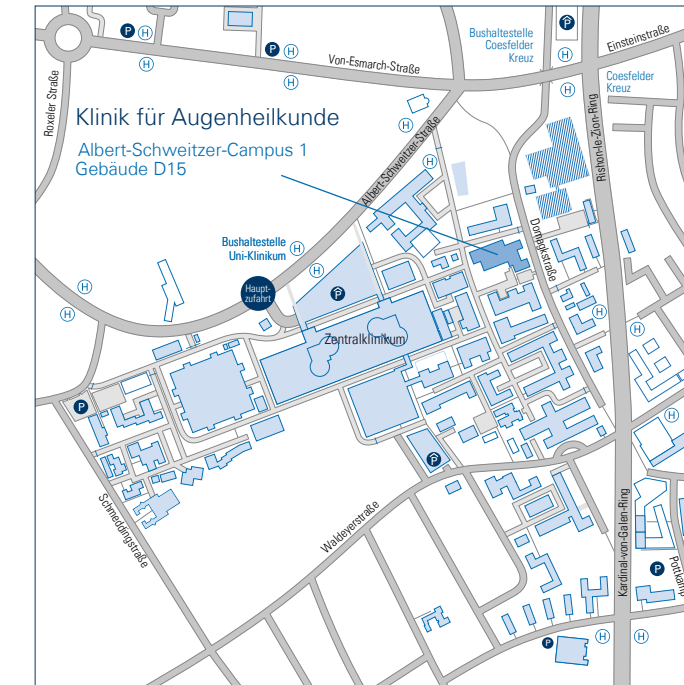 P
H
H
P
H
H
Von-Esmarch-Straße
Roxeler Straße
Bushaltestelle
Coesfelder
Kreuz
P
H
H
Einsteinstraße
Coesfelder
Kreuz
Rishon-le-Zion-Ring
Klinik für Augenheilkunde
Albert-Schweitzer-Campus 1
Gebäude D15
H
H
Albert-Schweitzer-Straße
Bushaltestelle
Uni-Klinikum
H
H
Domagkstraße
H
H
Haupt-
zufahrt
P
Zentralklinikum
H
H
P
H
P
Schmeddingstraße
Waldeyerstraße
Kardinal-von-Galen-Ring
P
Pottkamp
P
H
H